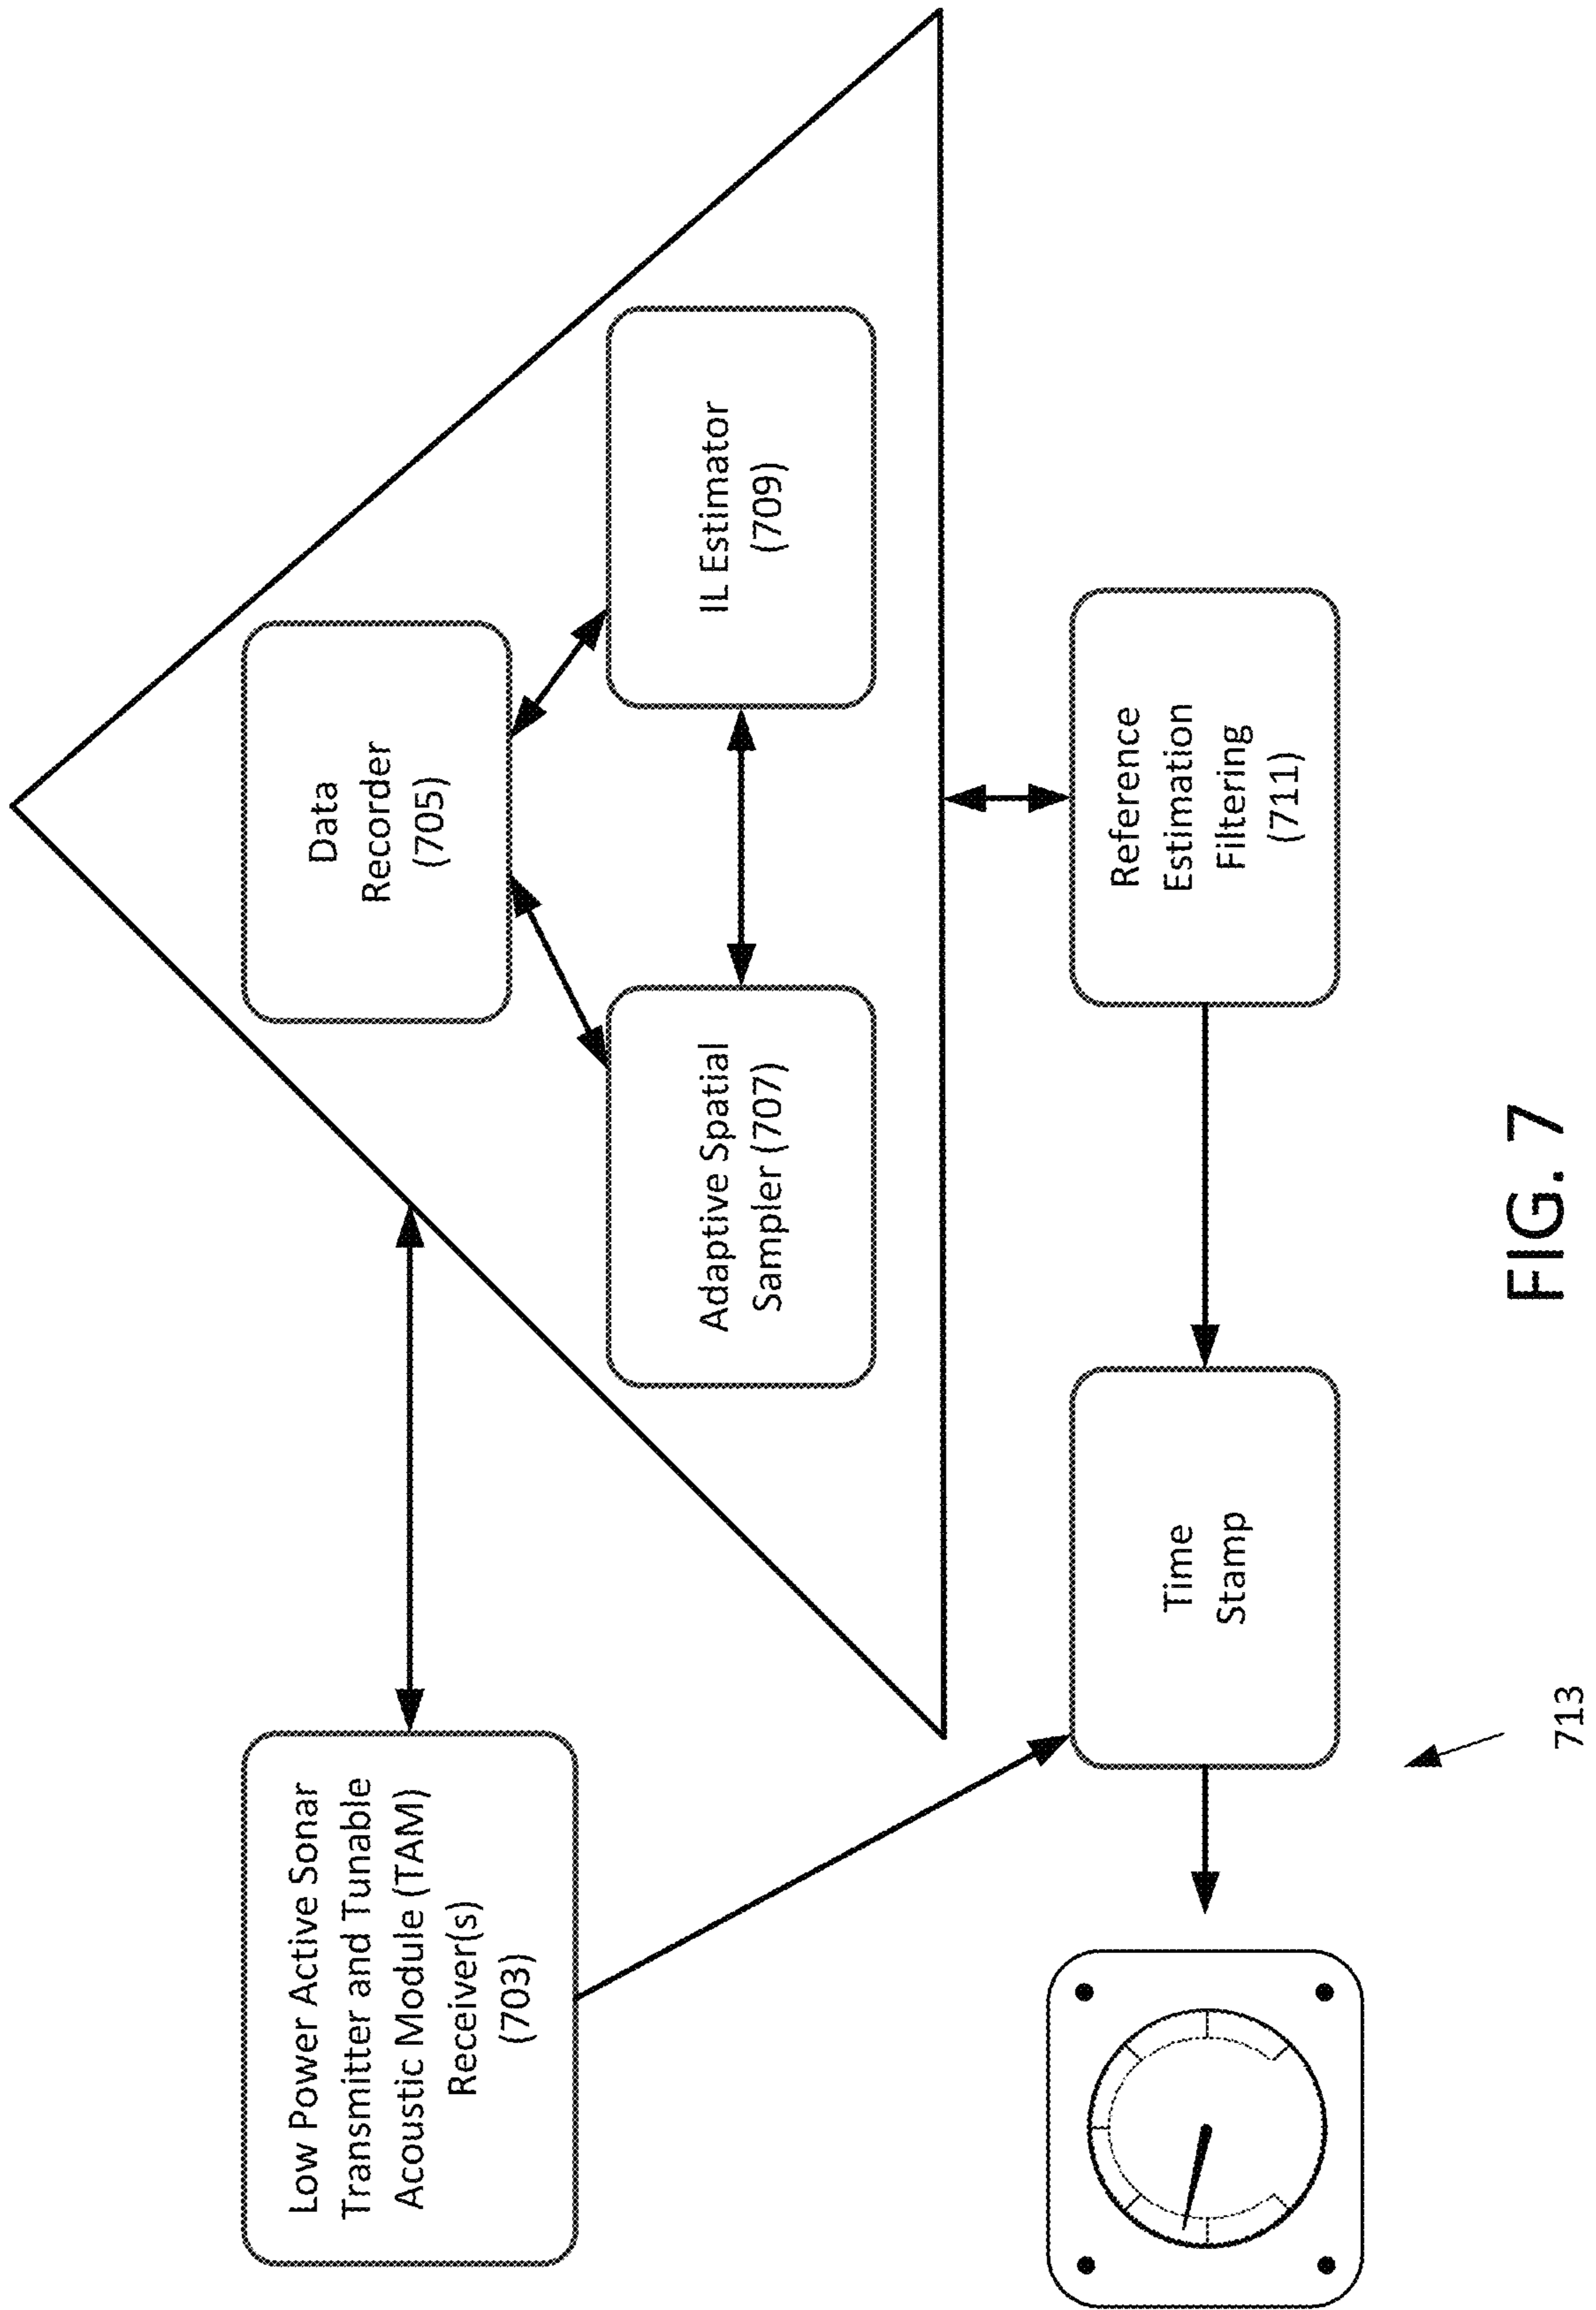 Low Power Active Sonar
Transmitter and Tunable
Acoustic Module (TAM)
Receiver(s)
(703)
Data
Recorder
(705)
Adaptive Spatial
Sampler (707)
IL Estimator
(709)
Time
Stamp
Reference
Estimation
Filtering
(711)
713
FIG. 7